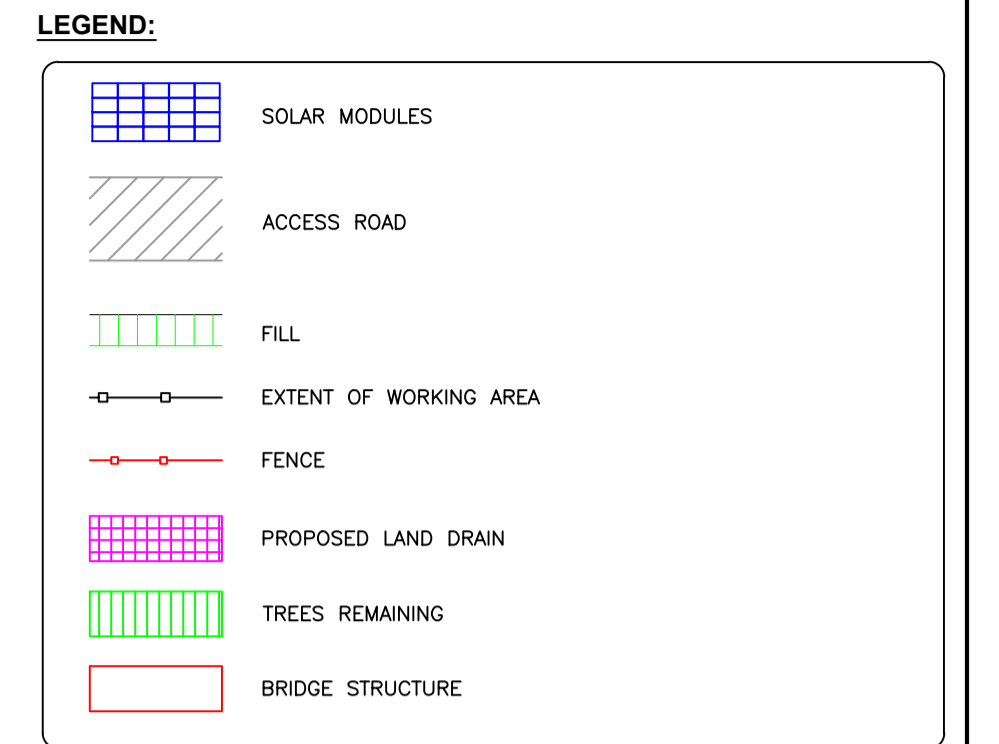 LEGEND:
SOLAR MODULES
ACCESS ROAD
FILL
EXTENT OF WORKING AREA
FENCE
PROPOSED LAND DRAIN
TREES REMAINING
BRIDGE STRUCTURE